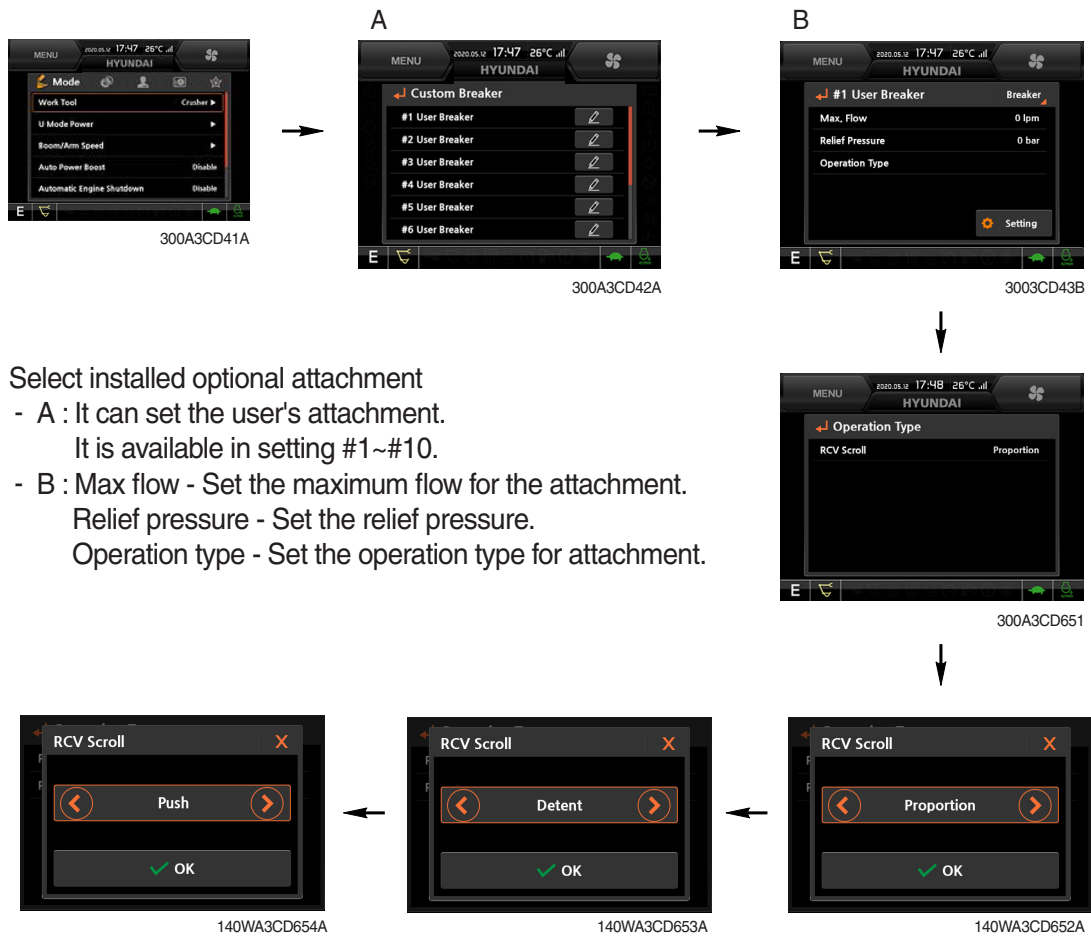 A
B
MENU
2020.05.12 17:47 26°C
HYUNDAI
Mode
Work Tool Crusher ▶
U Mode Power ▶
Boom/Arm Speed ▶
Auto Power Boost Disable
Automatic Engine Shutdown Disable
E
300A3CD41A
MENU
2020.05.12 17:47 26°C
HYUNDAI
Custom Breaker
#1 User Breaker
#2 User Breaker
#3 User Breaker
#4 User Breaker
#5 User Breaker
#6 User Breaker
E
300A3CD42A
MENU
2020.05.12 17:47 26°C
HYUNDAI
#1 User Breaker Breaker
Max. Flow 0 lpm
Relief Pressure 0 bar
Operation Type
Setting
E
3003CD43B
Select installed optional attachment
- A : It can set the user's attachment.
It is available in setting #1~#10.
- B : Max flow - Set the maximum flow for the attachment.
Relief pressure - Set the relief pressure.
Operation type - Set the operation type for attachment.
MENU
2020.05.12 17:48 26°C
HYUNDAI
Operation Type
RCV Scroll Proportion
E
300A3CD651
RCV Scroll X
Push
OK
140WA3CD654A
RCV Scroll X
Detent
OK
140WA3CD653A
RCV Scroll X
Proportion
OK
140WA3CD652A